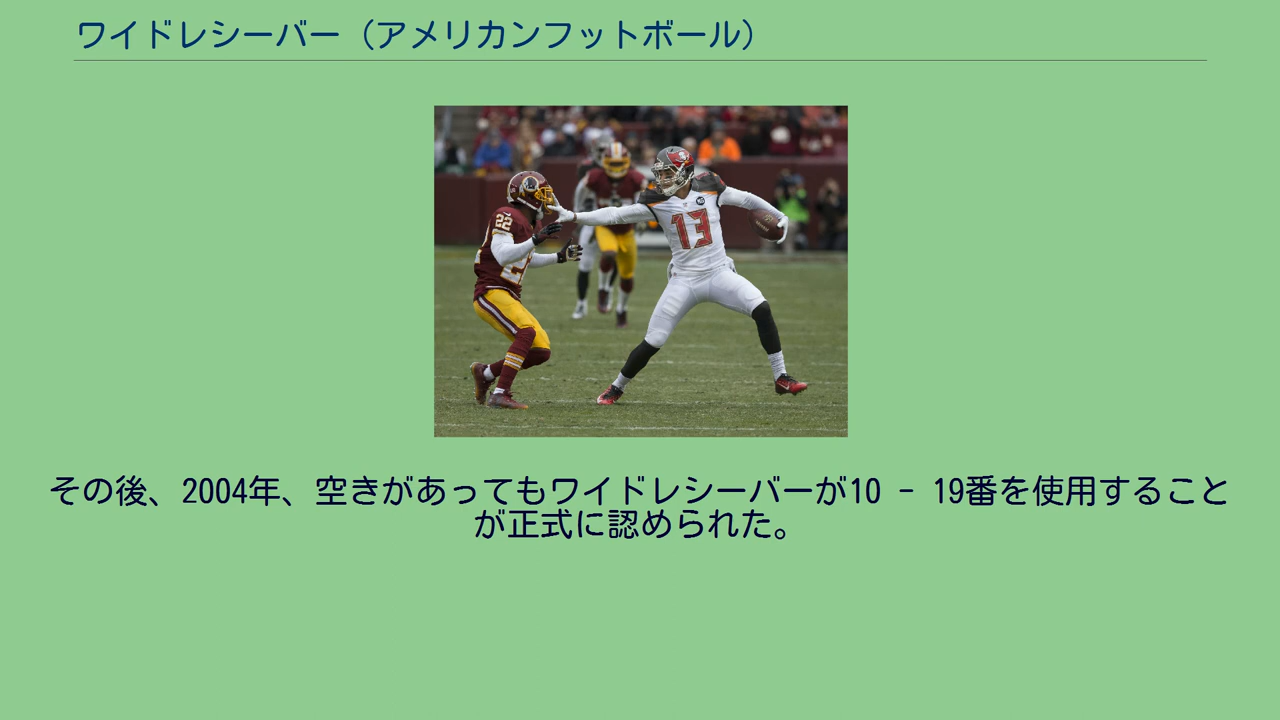 ワイドレシーバー（アメリカンフットボール）
22
13
その後、2004年、空きがあってもワイドレシーバーが10 - 19番を使用すること
が正式に認められた。